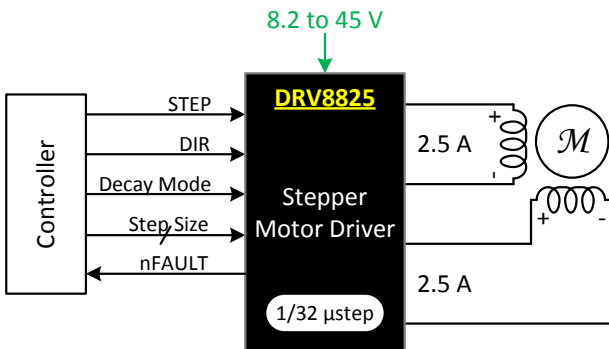 8.2 to 45 V
Controller
STEP
DIR
Decay Mode
Step Size
nFAULT
DRV8825
Stepper
Motor Driver
1/32 µstep
2.5 A
+
-
M
+ -
2.5 A